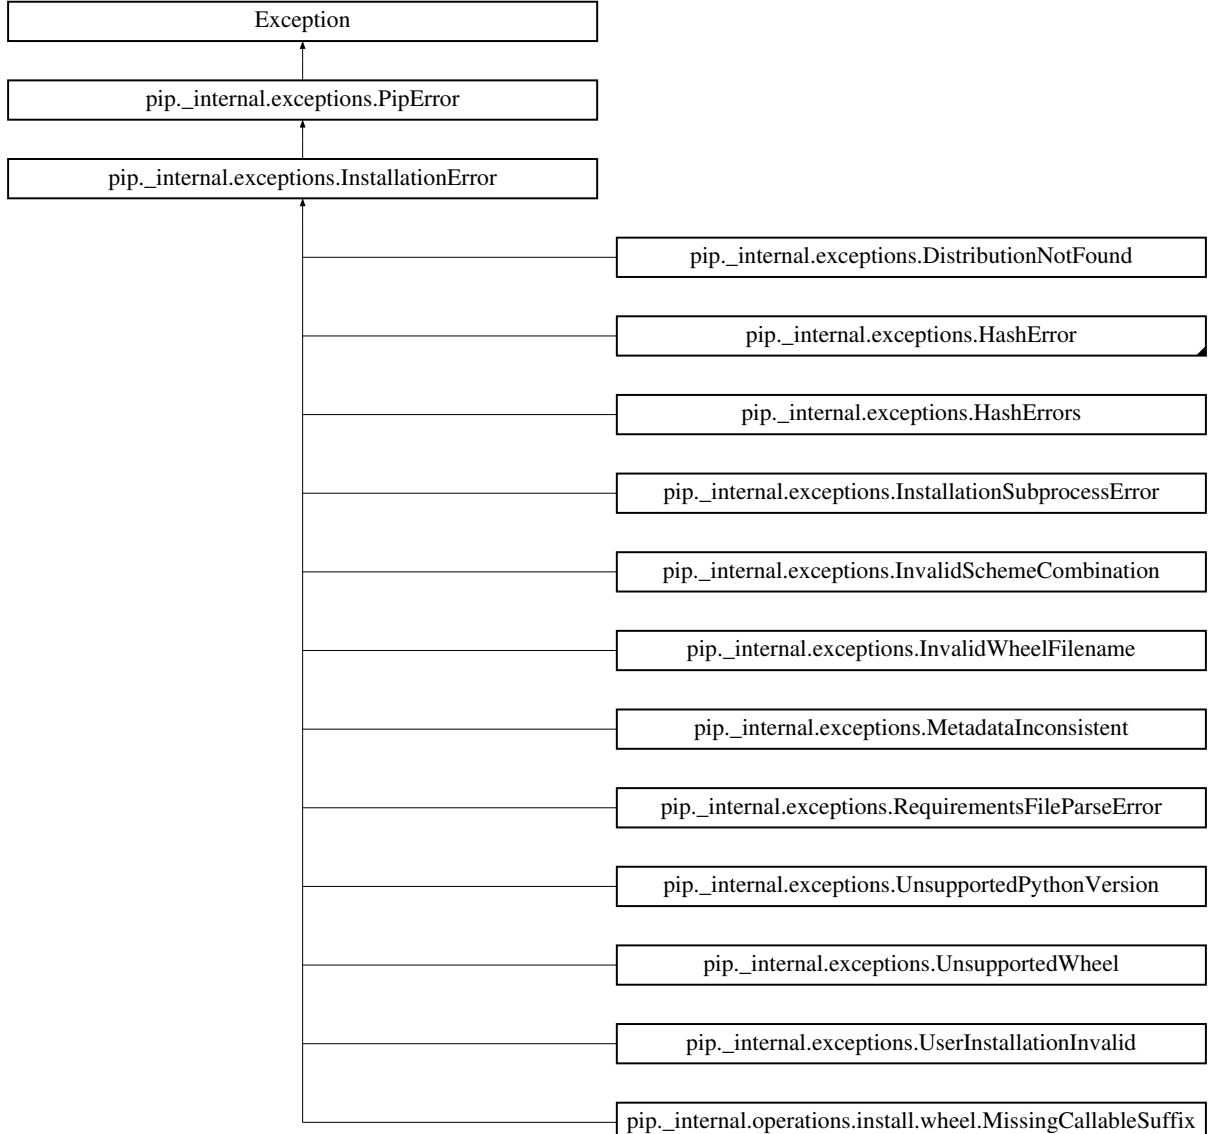 Exception
pip._internal.exceptions.PipError
pip._internal.exceptions.InstallationError
pip._internal.exceptions.DistributionNotFound
pip._internal.exceptions.HashError
pip._internal.exceptions.HashErrors
pip._internal.exceptions.InstallationSubprocessError
pip._internal.exceptions.InvalidSchemeCombination
pip._internal.exceptions.InvalidWheelFilename
pip._internal.exceptions.MetadataInconsistent
pip._internal.exceptions.RequirementsFileParseError
pip._internal.exceptions.UnsupportedPythonVersion
pip._internal.exceptions.UnsupportedWheel
pip._internal.exceptions.UserInstallationInvalid
pip._internal.operations.install.wheel.MissingCallableSuffix